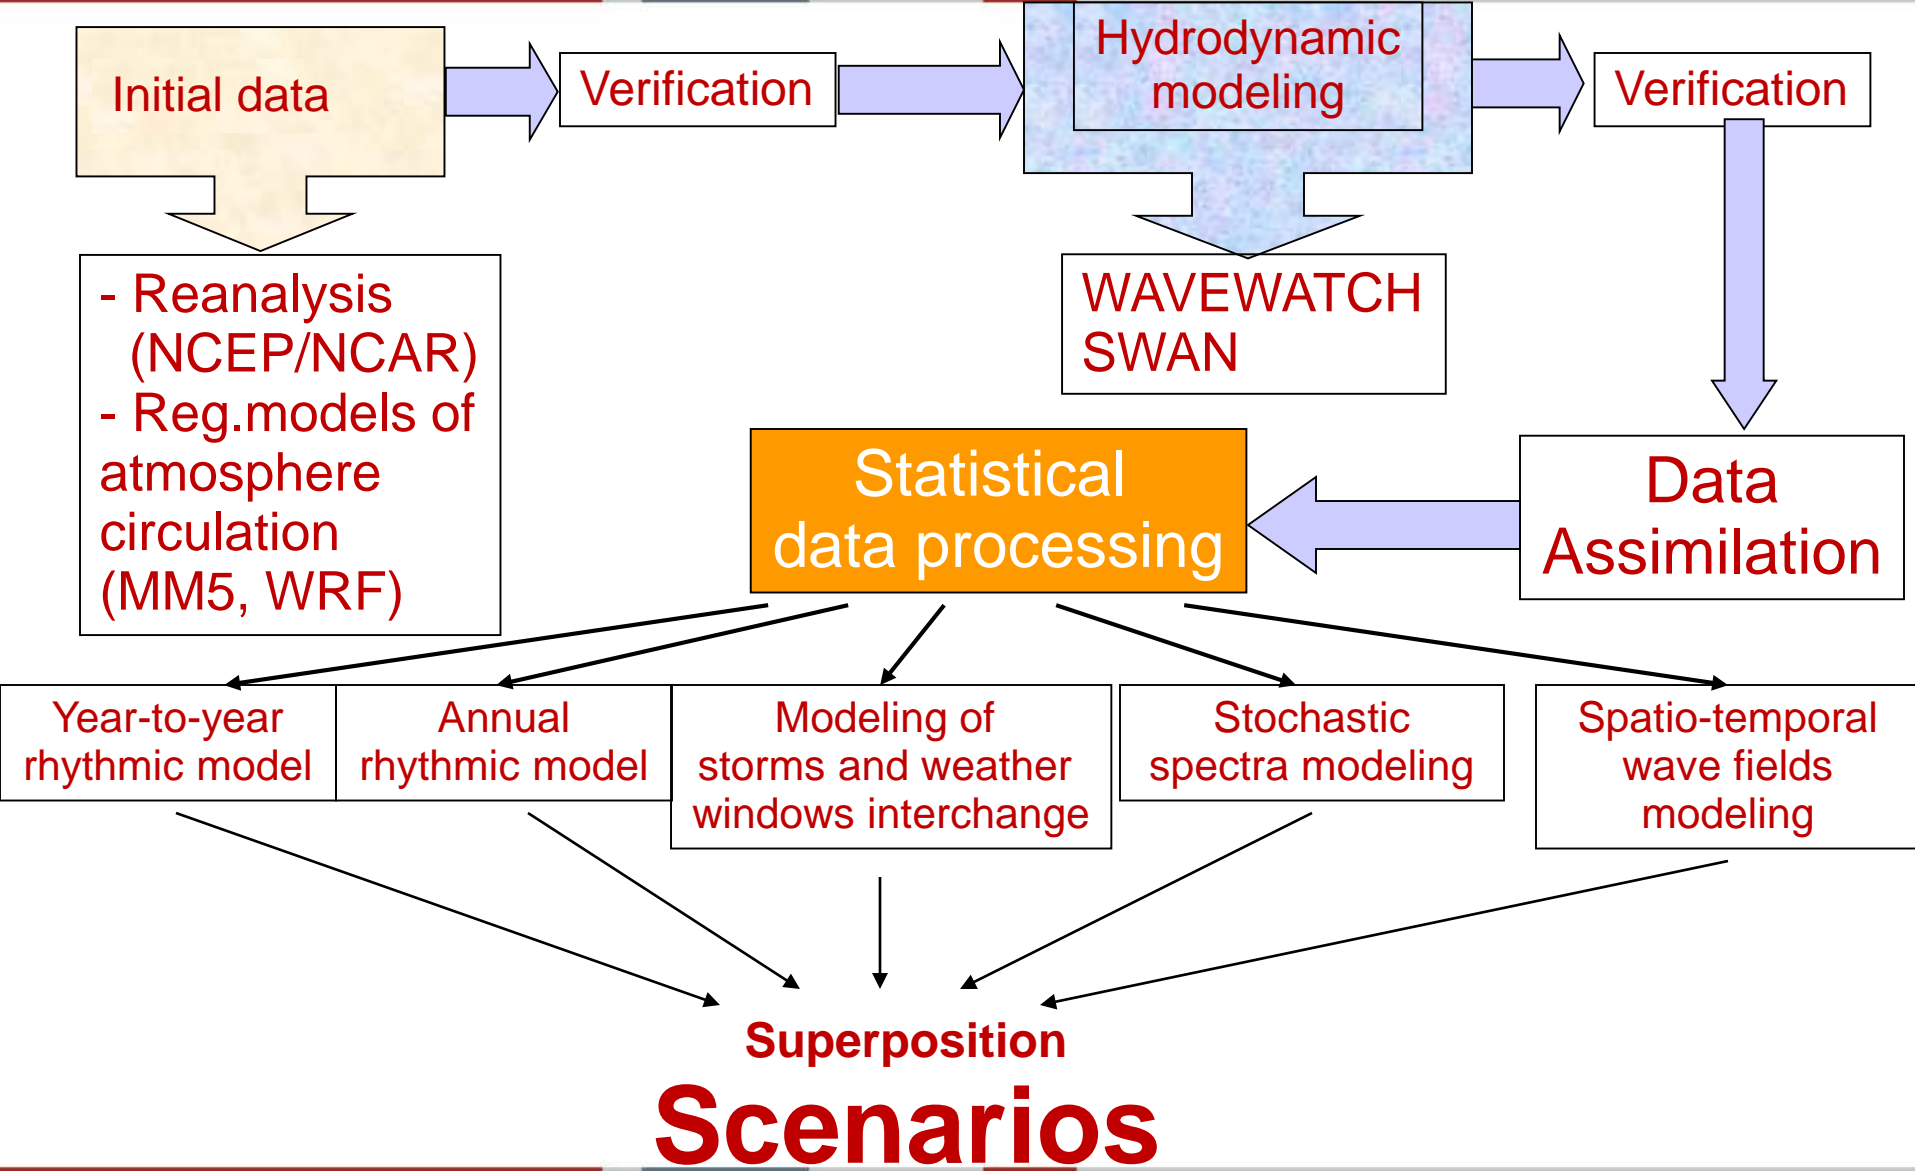 Initial data
Verification
Hydrodynamic
modeling
Verification
- Reanalysis
(NCEP/NCAR)
- Reg.models of
atmosphere
circulation
(MM5, WRF)
WAVEWATCH
SWAN
Statistical
data processing
Data
Assimilation
Year-to-year
rhythmic model
Annual
rhythmic model
Modeling of
storms and weather
windows interchange
Stochastic
spectra modeling
Spatio-temporal
wave fields
modeling
Superposition
Scenarios